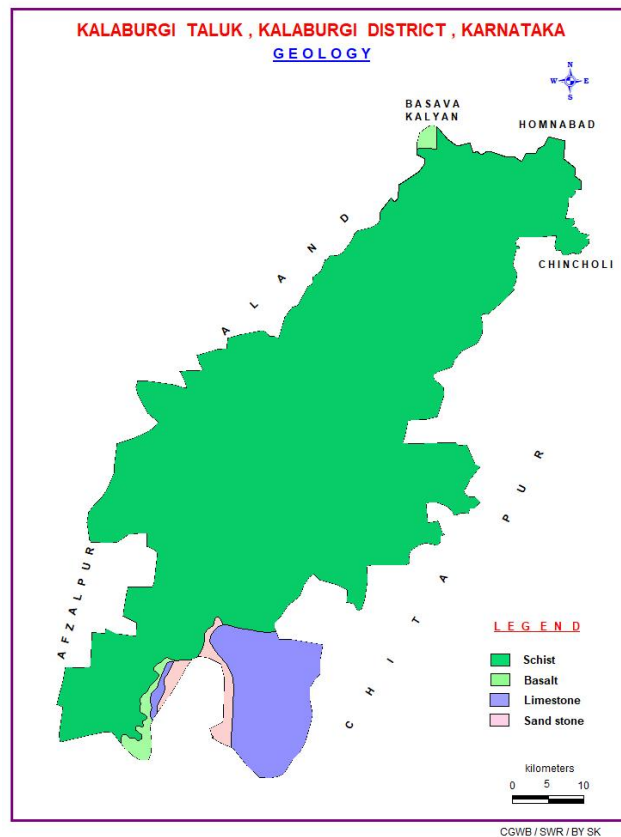 KALABURGI TALUK , KALABURGI DISTRICT , KARNATAKA
GEOLOGY
N
W E
S
BASAVA
KALYAN
HOMNABAD
CHINCHOLI
ALAND
CHITAPUR
AFZALPUR
LEGEND
Schist
Basalt
Limestone
Sand stone
kilometers
0 5 10
CGWB / SWR / BY SK